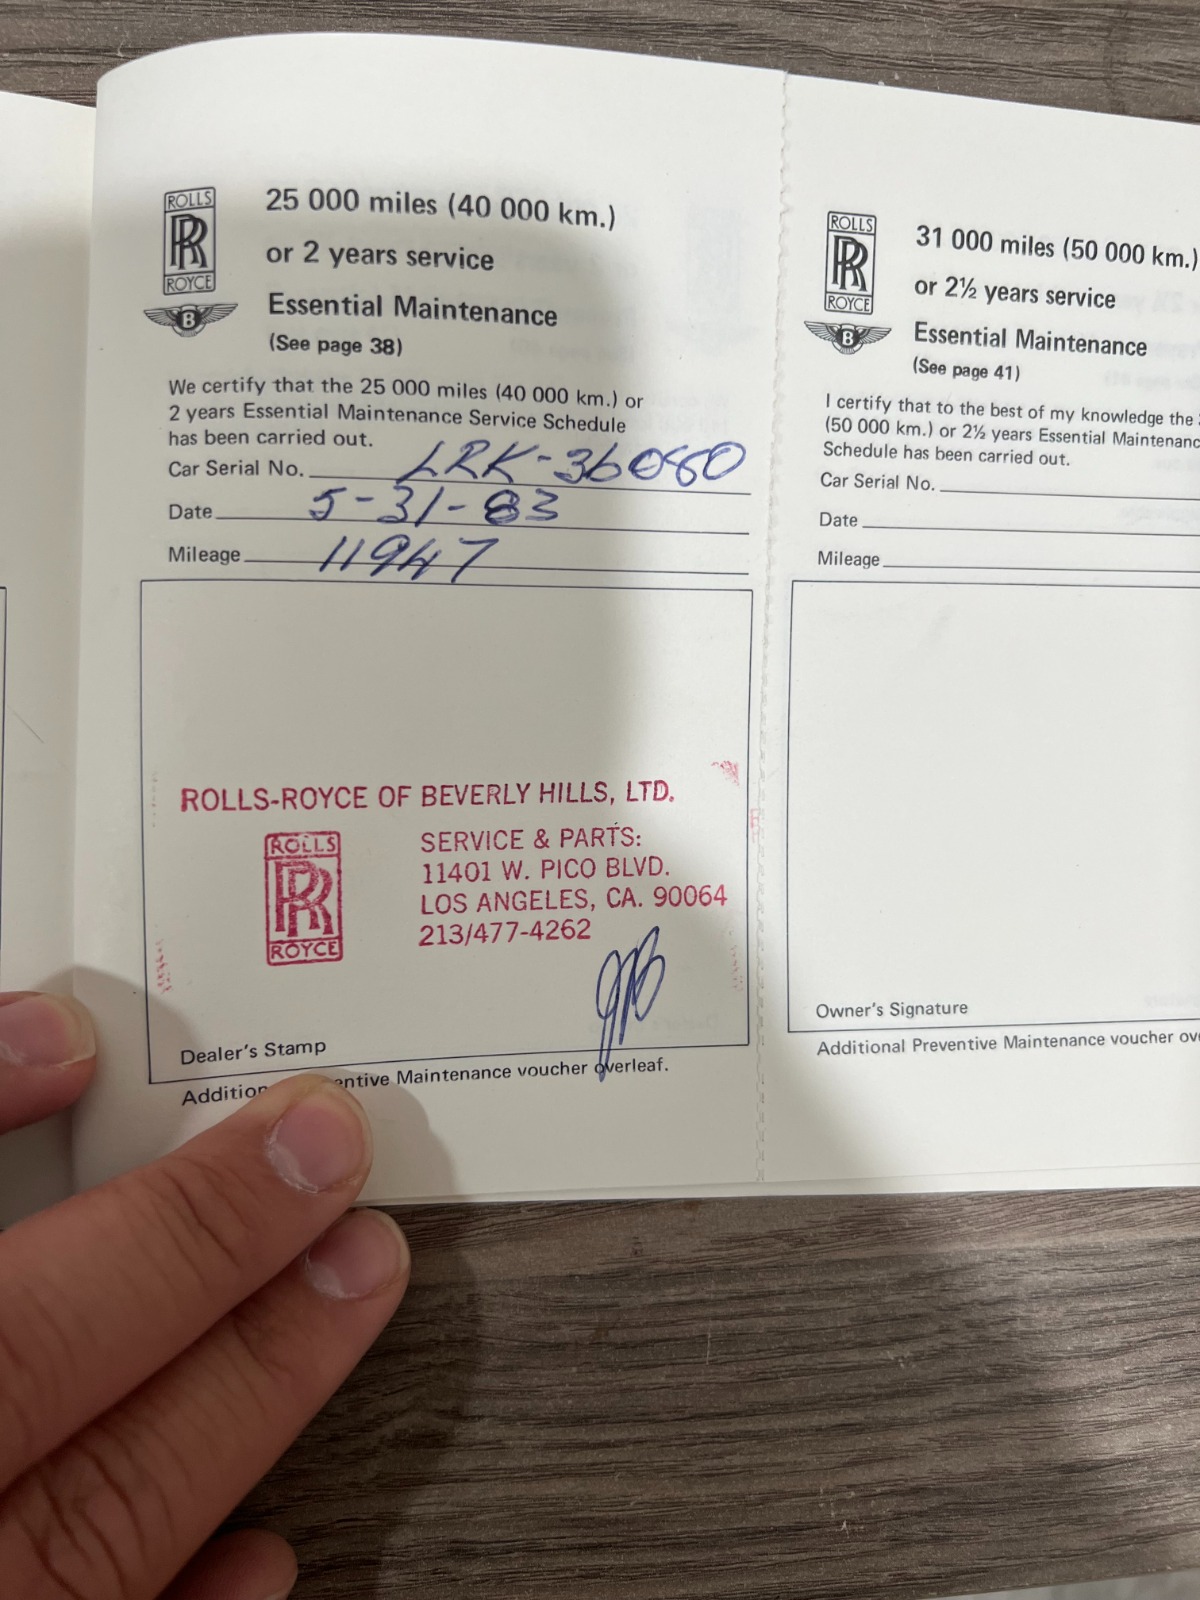 ROLLS
RR
ROYCE
B
25 000 miles (40 000 km.)
or 2 years service
Essential Maintenance
(See page 38)
We certify that the 25 000 miles (40 000 km.) or
2 years Essential Maintenance Service Schedule
has been carried out.
Car Serial No. LRK-36080
Date 5-31-83
Mileage 11947
ROLLS-ROYCE OF BEVERLY HILLS, LTD.
ROLLS
RR
ROYCE
SERVICE & PARTS:
11401 W. PICO BLVD.
LOS ANGELES, CA. 90064
213/477-4262
Dealer's Stamp
Maintenance voucher overleaf.
ROLLS
RR
ROYCE
B
31 000 miles (50 000 km.)
or 2½ years service
Essential Maintenance
(See page 41)
I certify that to the best of my knowledge the
(50 000 km.) or 2½ years Essential
Schedule has been carried out.
Car Serial No.
Date
Mileage
Owner's Signature
Additional Preventive Maintenance voucher